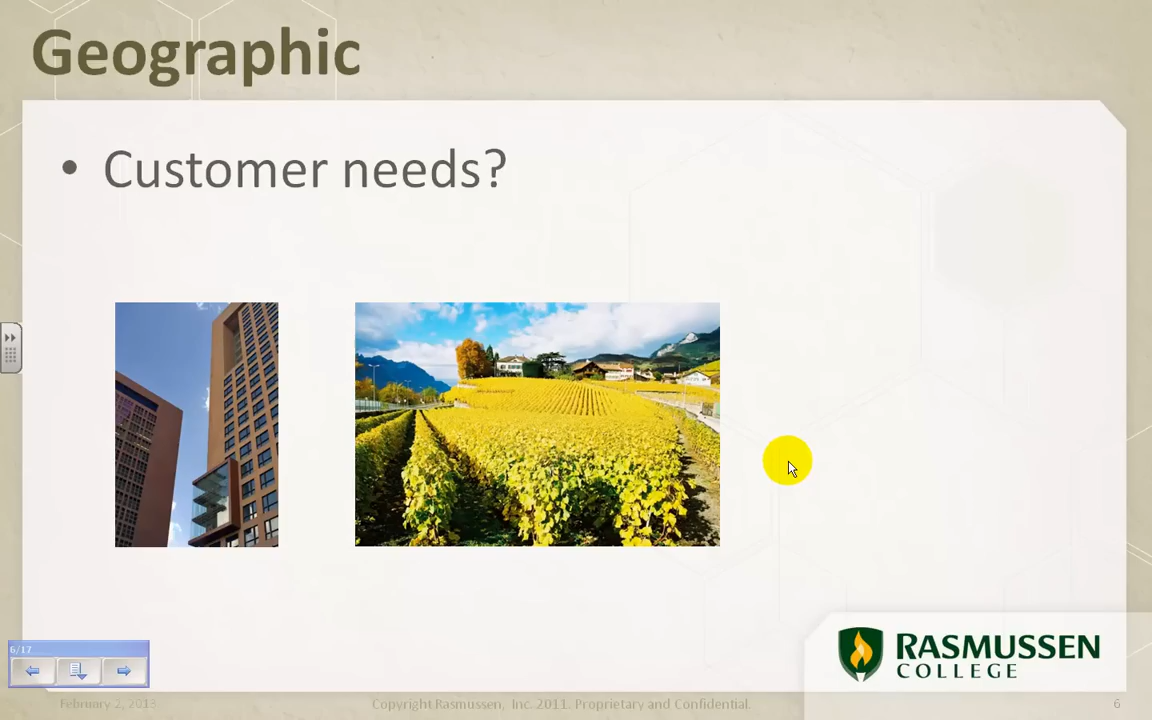 Geographic
• Customer needs?
6/17
RASMUSSEN
COLLEGE
February 2, 2013
Copyright Rasmussen, Inc. 2011. Proprietary and Confidential.
6